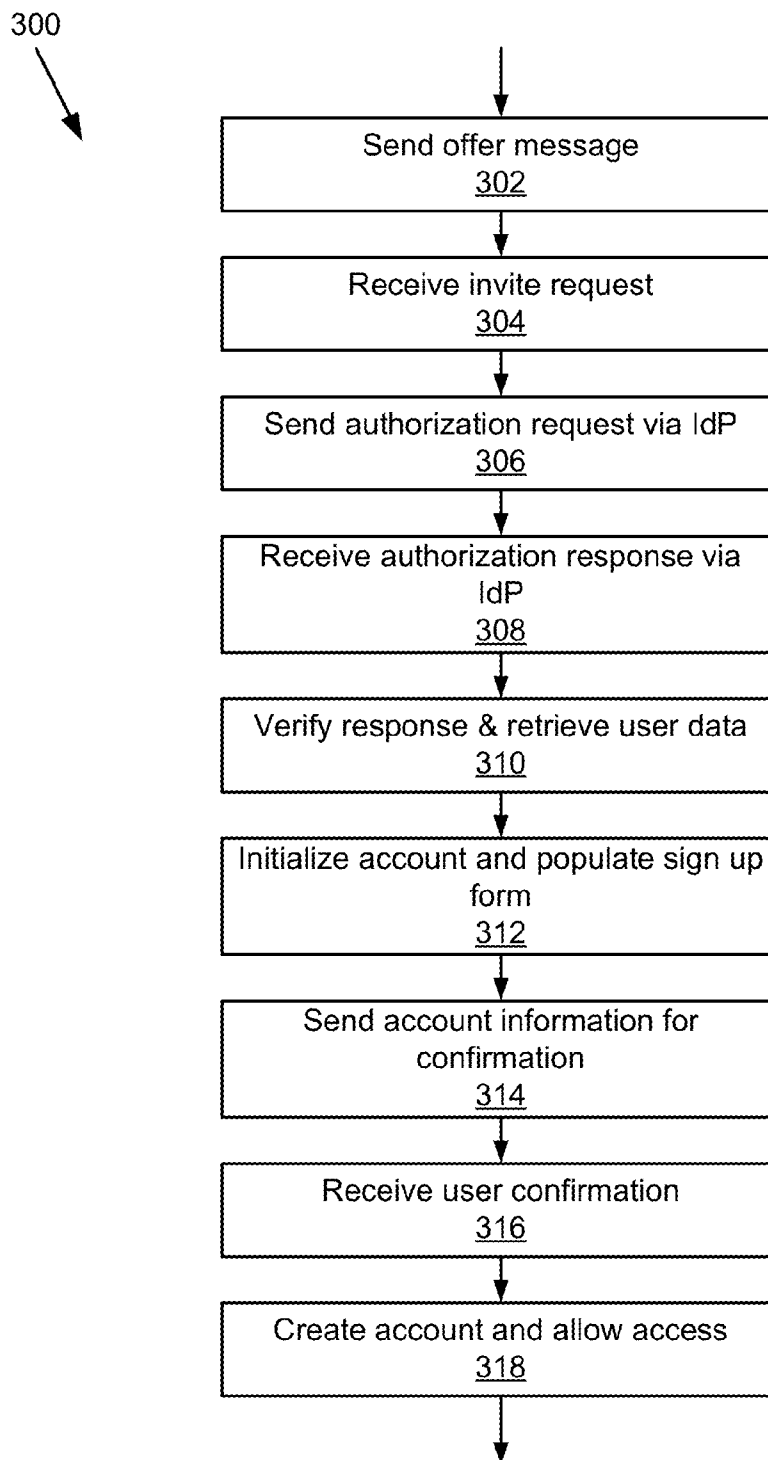 300
Send offer message
302
Receive invite request
304
Send authorization request via IdP
306
Receive authorization response via
IdP
308
Verify response & retrieve user data
310
Initialize account and populate sign up
form
312
Send account information for
confirmation
314
Receive user confirmation
316
Create account and allow access
318